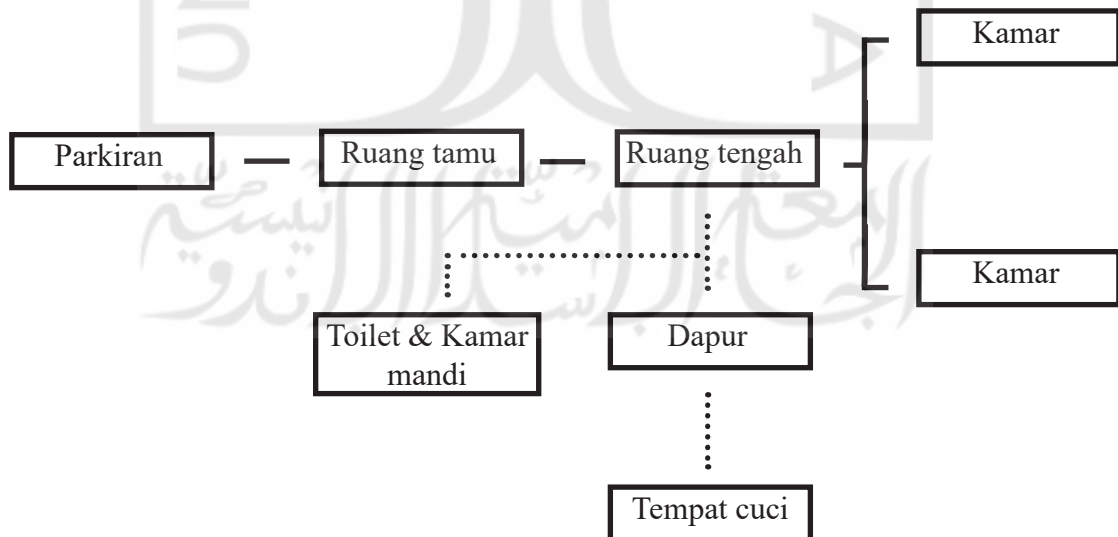 Kamar
Parkiran
Ruang tamu
Ruang tengah
Kamar
Toilet & Kamar
mandi
Dapur
Tempat cuci